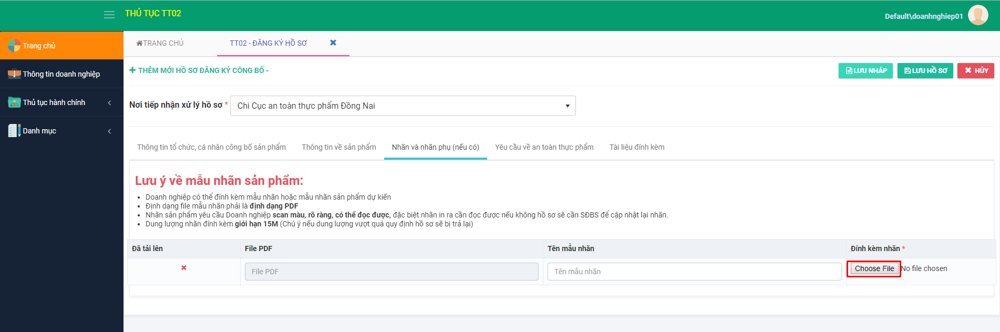 THỦ TỤC TT02
Default\doanhnghiep01
Trang chủ
Thông tin doanh nghiệp
Thủ tục hành chính
Danh mục
TRANG CHỦ
TT02 - ĐĂNG KÝ HỒ SƠ
THÊM MỚI HỒ SƠ ĐĂNG KÝ CÔNG BỐ -
LƯU NHÁP
LƯU HỒ SƠ
HỦY
Nơi tiếp nhận xử lý hồ sơ *
Chi Cục an toàn thực phẩm Đồng Nai
Thông tin tổ chức, cá nhân công bố sản phẩm
Thông tin về sản phẩm
Nhãn và nhãn phụ (nếu có)
Yêu cầu về an toàn thực phẩm
Tài liệu đính kèm
Lưu ý về mẫu nhãn sản phẩm:
• Doanh nghiệp có thể đính kèm mẫu nhãn hoặc mẫu nhãn sản phẩm dự kiến
• Định dạng file mẫu nhãn phải là định dạng PDF
• Nhãn sản phẩm yêu cầu Doanh nghiệp scan màu, rõ ràng, có thể đọc được, đặc biệt nhãn in ra cần đọc được nếu không hồ sơ sẽ cần SĐBS để cập nhật lại nhãn.
• Dung lượng nhãn đính kèm giới hạn 15M (Chú ý nếu dung lượng vượt quá quy định hồ sơ sẽ bị trả lại)
Đã tải lên
File PDF
Tên mẫu nhãn
Đính kèm nhãn *
File PDF
Tên mẫu nhãn
Choose File
No file chosen